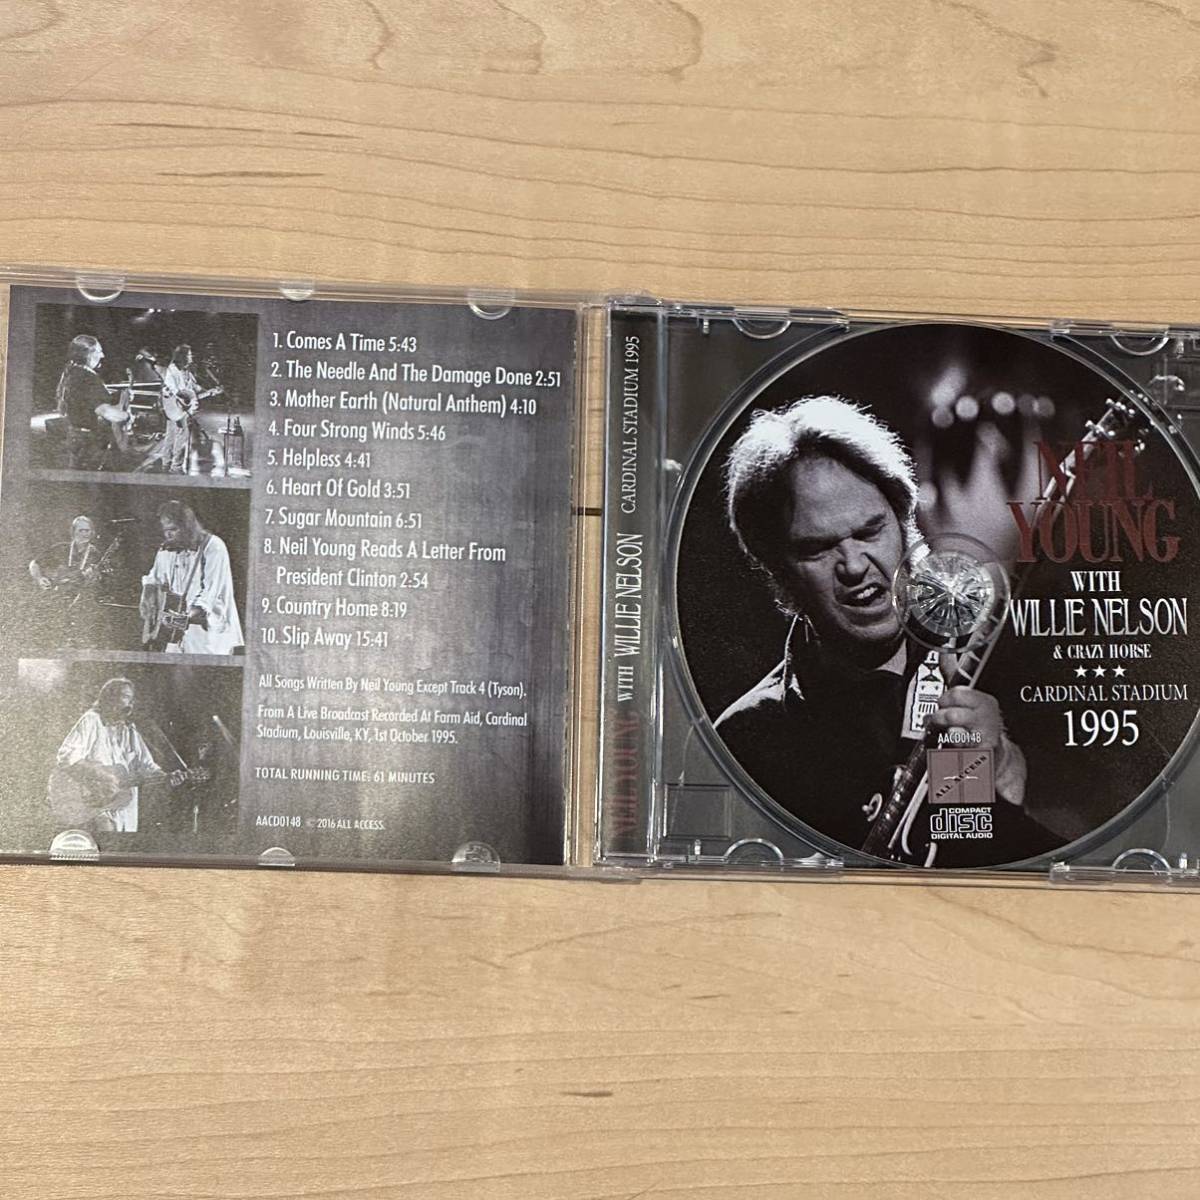 1. Comes A Time 5:43
2. The Needle And The Damage Done 2:51
3. Mother Earth (Natural Anthem) 4:10
4. Four Strong Winds 5:46
5. Helpless 4:41
6. Heart Of Gold 3:51
7. Sugar Mountain 6:51
8. Neil Young Reads A Letter From
President Clinton 2:54
9. Country Home 8:19
10. Slip Away 15:41
All Songs Written By Neil Young Except Track 4 (Tyson).
From A Live Broadcast Recorded At Farm Aid, Cardinal
Stadium, Louisville, KY, 1st October 1995.
TOTAL RUNNING TIME: 61 MINUTES
AACD0148 © 2016 ALL ACCESS.
NEIL YOUNG WITH WILLIE NELSON CARDINAL STADIUM 1995
NEIL
YOUNG
WITH
WILLIE NELSON
& CRAZY HORSE
★★★
CARDINAL STADIUM
1995
AACD0148
ALL ACCESS
COMPACT
disc
DIGITAL AUDIO